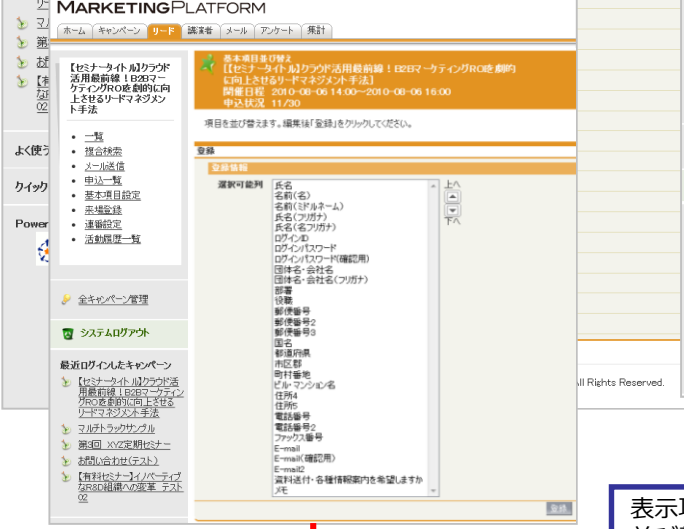 MARKETINGPLATFORM
ホーム
キャンペーン
リード
講演者
メール
アンケート
集計
【セミナータイトル】クラウド
活用最前線！B2Bマー
ケティングROIを劇的に向
上させるリードマネジメン
ト手法
・ 一覧
・ 複合検索
・ メール送信
・ 申込一覧
・ 基本項目設定
・ 来場登録
・ 連番設定
・ 活動履歴一覧
全キャンペーン管理
システムログアウト
最近ログインしたキャンペーン
【セミナータイトル】クラウド活
用最前線！B2Bマーケティン
グROIを劇的に向上させる
リードマネジメント手法
マルチトラックサンプル
第3回 XYZ定期セミナー
お問い合わせ(テスト)
【有料セミナー】イノベーティブ
なR&D組織への変革 テスト
02
基本項目並び替え
[【セミナータイトル】クラウド活用最前線！B2BマーケティングROIを劇的
に向上させるリードマネジメント手法]
開催日程 2010-08-06 14:00～2010-08-06 16:00
申込状況 11/30
項目を並び替えます。編集後「登録」をクリックしてください。
登録
登録情報
選択可能列
氏名
名前(名)
名前(ミドルネーム)
氏名(フリガナ)
氏名(名フリガナ)
ログインID
ログインパスワード
ログインパスワード(確認用)
団体名・会社名
団体名・会社名(フリガナ)
部署
役職
郵便番号
郵便番号2
郵便番号3
国名
都道府県
市区郡
町村番地
ビル・マンション名
住所4
住所5
電話番号
電話番号2
ファックス番号
E-mail
E-mail(確認用)
E-mail2
資料送付・各種情報案内を希望しますか
メモ
上へ
下へ
登録
よく使う
クイック
Power
All Rights Reserved.
表示項